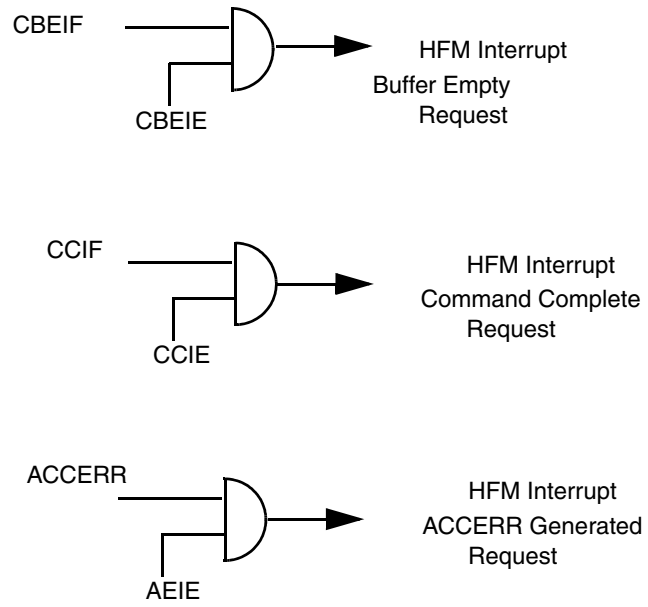 CBEIF
HFM Interrupt
Buffer Empty
Request
CBEIE
CCIF
HFM Interrupt
Command Complete
Request
CCIE
ACCERR
HFM Interrupt
ACCERR Generated
Request
AEIE